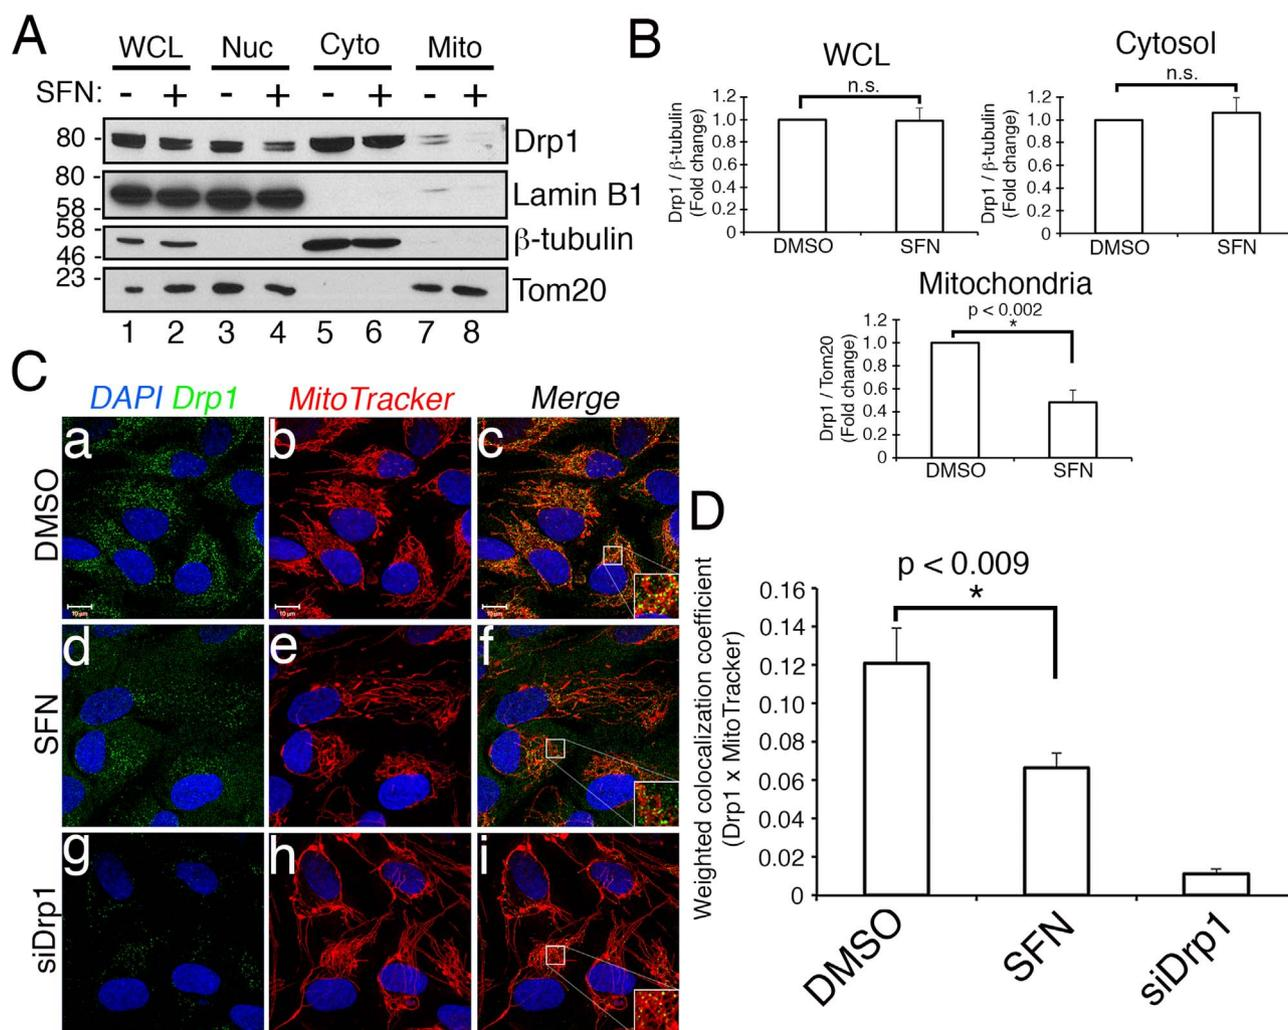 A
WCL Nuc Cyto Mito
SFN: - + - + - + - +
80 - Drp1
80 -
58 - Lamin B1
58 -
46 - β-tubulin
23 - Tom20
1 2 3 4 5 6 7 8
B
WCL
n.s.
Drp1 / β-tubulin
(Fold change)
1.2
1.0
0.8
0.6
0.4
0.2
0
DMSO SFN
Cytosol
n.s.
Drp1 / β-tubulin
(Fold change)
1.2
1.0
0.8
0.6
0.4
0.2
0
DMSO SFN
Mitochondria
p < 0.002
*
Drp1 / Tom20
(Fold change)
1.2
1.0
0.8
0.6
0.4
0.2
0
DMSO SFN
C
DAPI Drp1 MitoTracker Merge
DMSO
a b c
10 µm 10 µm 10 µm
SFN
d e f
siDrp1
g h i
D
p < 0.009
*
Weighted colocalization coefficient
(Drp1 x MitoTracker)
0.16
0.14
0.12
0.10
0.08
0.06
0.04
0.02
0
DMSO SFN siDrp1